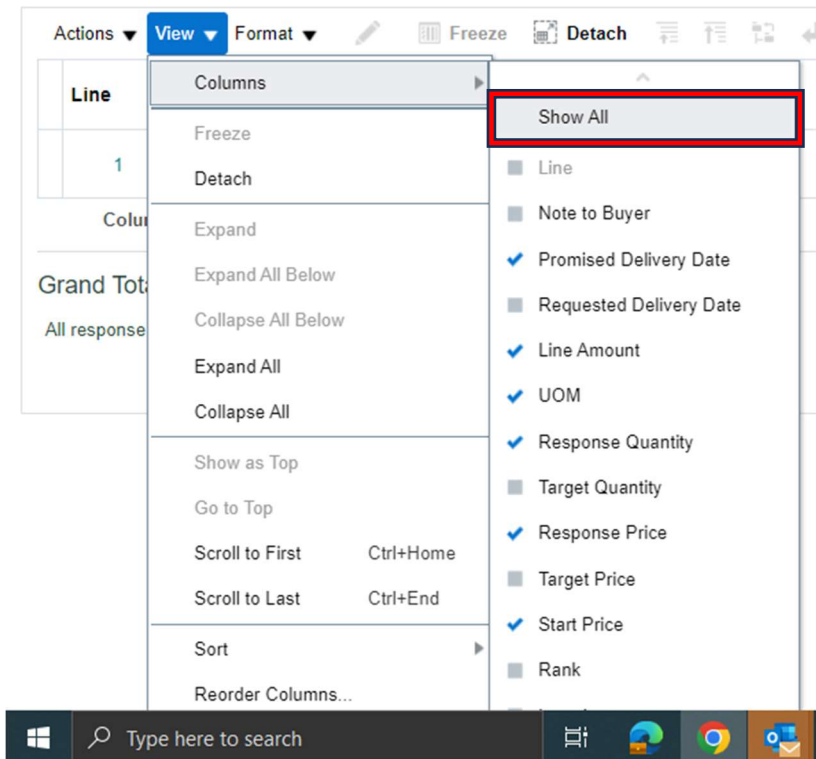 Actions View Format Freeze Detach
Line
1
Colu
Grand Tot
All response
Columns
Freeze
Detach
Expand
Expand All Below
Collapse All Below
Expand All
Collapse All
Show as Top
Go to Top
Scroll to First Ctrl+Home
Scroll to Last Ctrl+End
Sort
Reorder Columns...
Show All
Line
Note to Buyer
Promised Delivery Date
Requested Delivery Date
Line Amount
UOM
Response Quantity
Target Quantity
Response Price
Target Price
Start Price
Rank
Type here to search